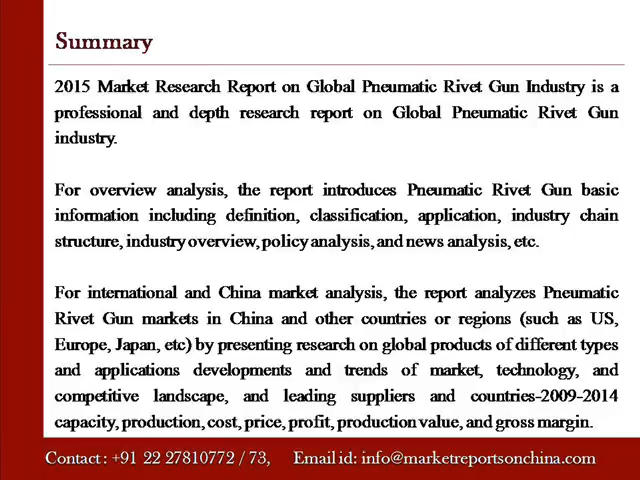 Summary
2015 Market Research Report on Global Pneumatic Rivet Gun Industry is a
professional and depth research report on Global Pneumatic Rivet Gun
industry.
For overview analysis, the report introduces Pneumatic Rivet Gun basic
information including definition, classification, application, industry chain
structure, industry overview, policy analysis, and news analysis, etc.
For international and China market analysis, the report analyzes Pneumatic
Rivet Gun markets in China and other countries or regions (such as US,
Europe, Japan, etc) by presenting research on global products of different types
and applications developments and trends of market, technology, and
competitive landscape, and leading suppliers and countries-2009-2014
capacity, production, cost, price, profit, production value, and gross margin.
Contact : +91 22 27810772 / 73, Email id: info@marketreportsonchina.com